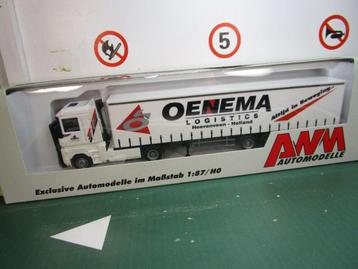 5
OENEMA
LOGISTICS
Heerenveen - Holland
Altijd in Beweging
AWM
AUTOMODELLE
Exclusive Automodelle im Maßstab 1:87/H0